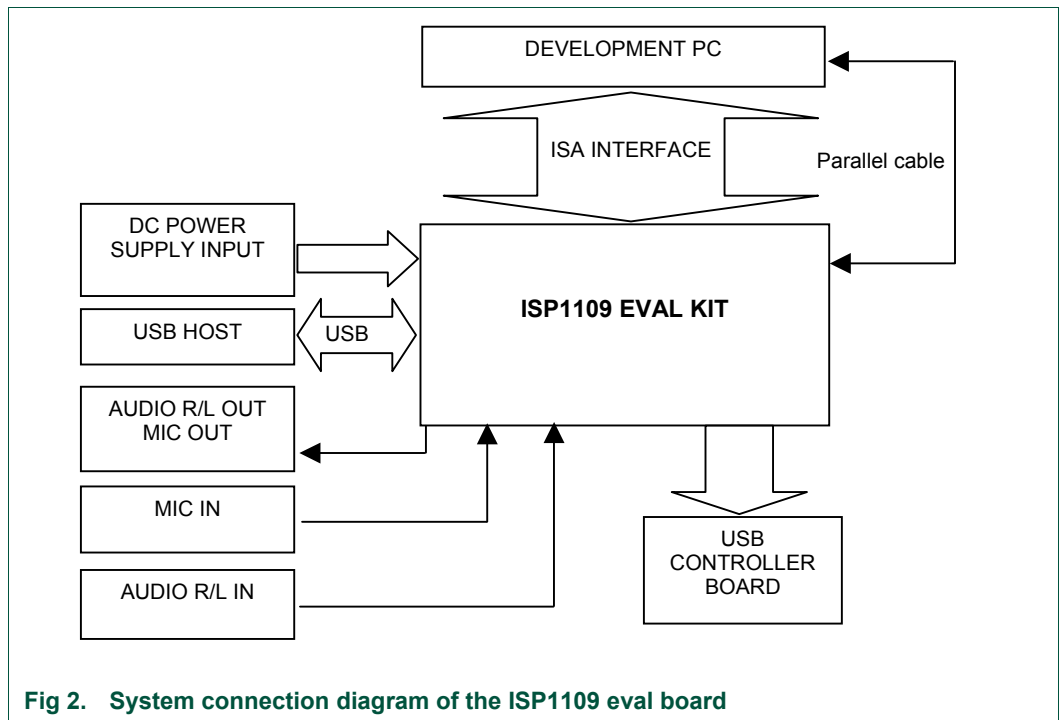 DEVELOPMENT PC
ISA INTERFACE
Parallel cable
DC POWER
SUPPLY INPUT
ISP1109 EVAL KIT
USB HOST
USB
AUDIO R/L OUT
MIC OUT
MIC IN
AUDIO R/L IN
USB
CONTROLLER
BOARD
Fig 2. System connection diagram of the ISP1109 eval board